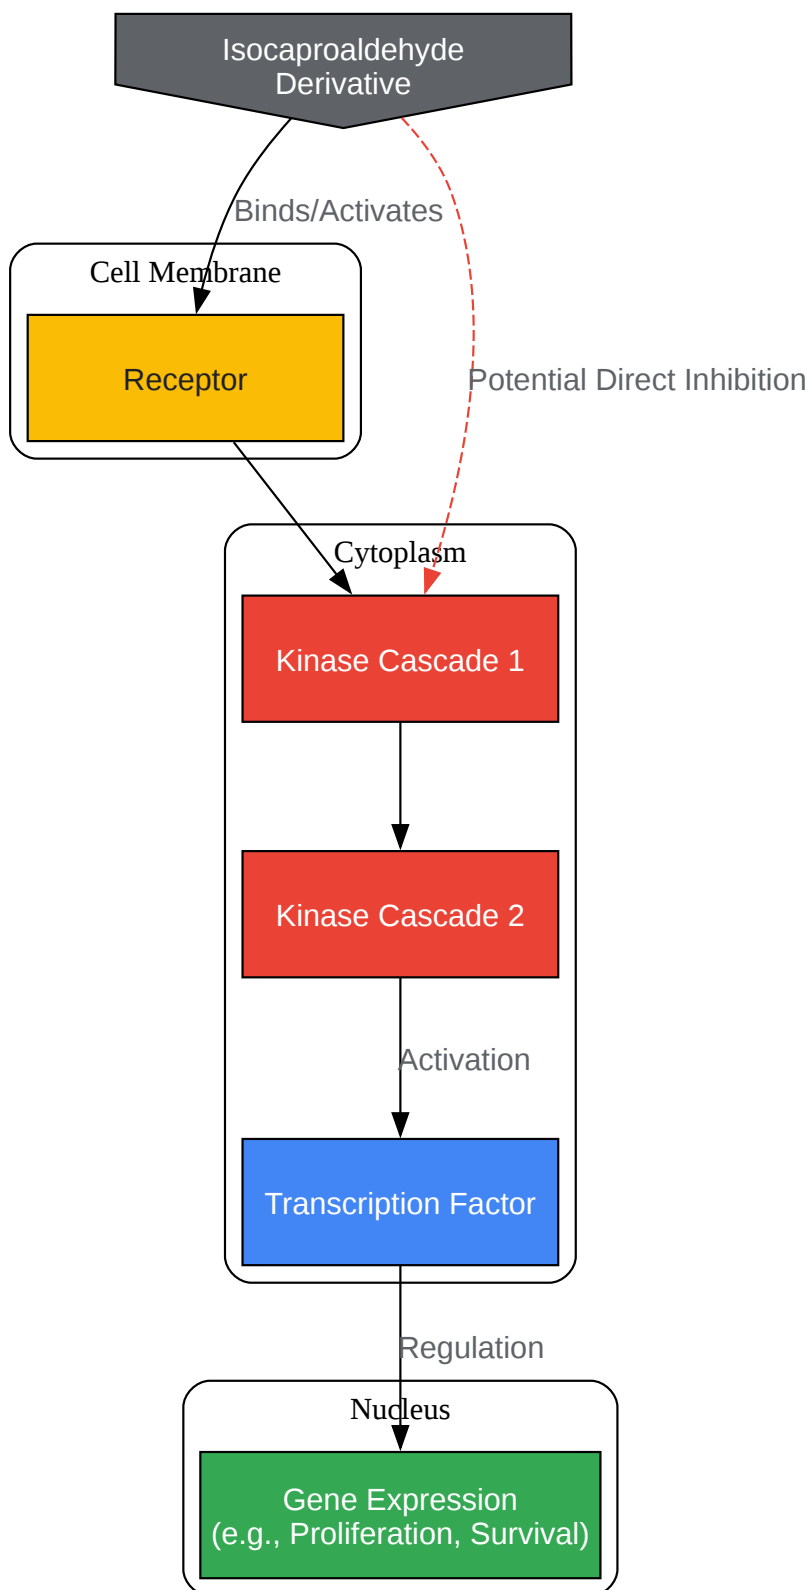 Isocaproaldehyde
Derivative
Binds/Activates
Cell Membrane
Receptor
Potential Direct Inhibition
Cytoplasm
Kinase Cascade 1
Kinase Cascade 2
Activation
Transcription Factor
Regulation
Nucleus
Gene Expression
(e.g., Proliferation, Survival)